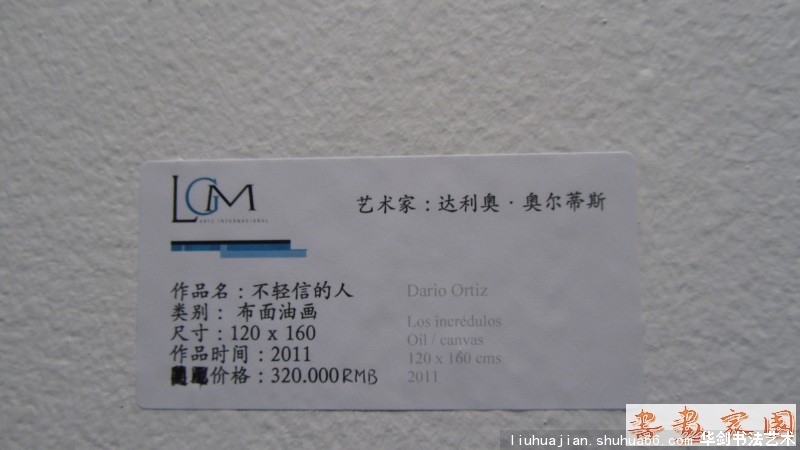 LGM
ARTE INTERNACIONAL
艺术家：达利奥·奥尔蒂斯
作品名：不轻信的人
类别： 布面油画
尺寸：120 x 160
作品时间：2011
价格：320.000RMB
Dario Ortiz
Los incrédulos
Oil / canvas
120 x 160 cms
2011
书画家园
liuhuajian.shuhua66.com 华剑书法艺术